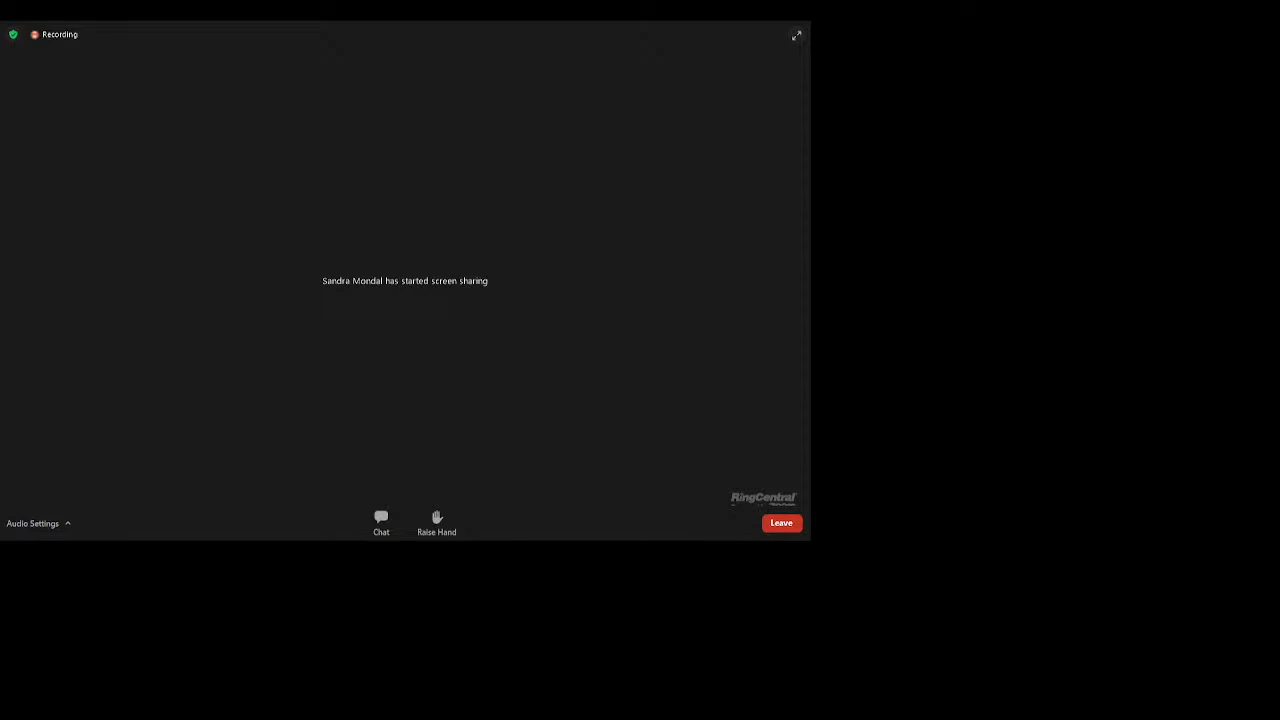 Recording
Sandra Mondal has started screen sharing
RingCentral
Audio Settings
Chat
Raise Hand
Leave